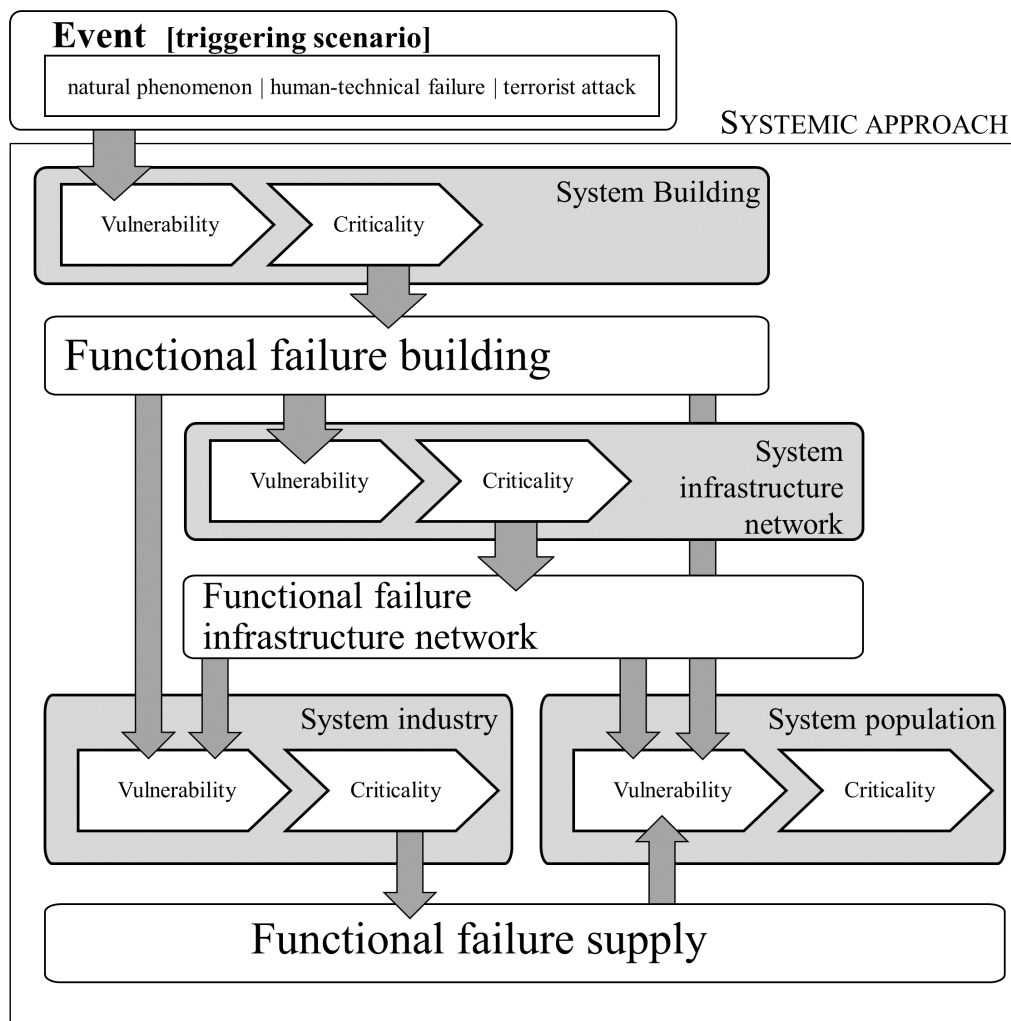 Event [triggering scenario]
natural phenomenon | human-technical failure | terrorist attack
SYSTEMIC APPROACH
System Building
Vulnerability
Criticality
Functional failure building
System
infrastructure
network
Vulnerability
Criticality
Functional failure
infrastructure network
System industry
Vulnerability
Criticality
System population
Vulnerability
Criticality
Functional failure supply